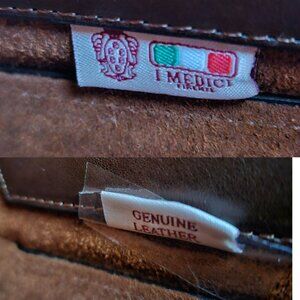 I MEDICI
FIRENZE
GENUINE
LEATHER